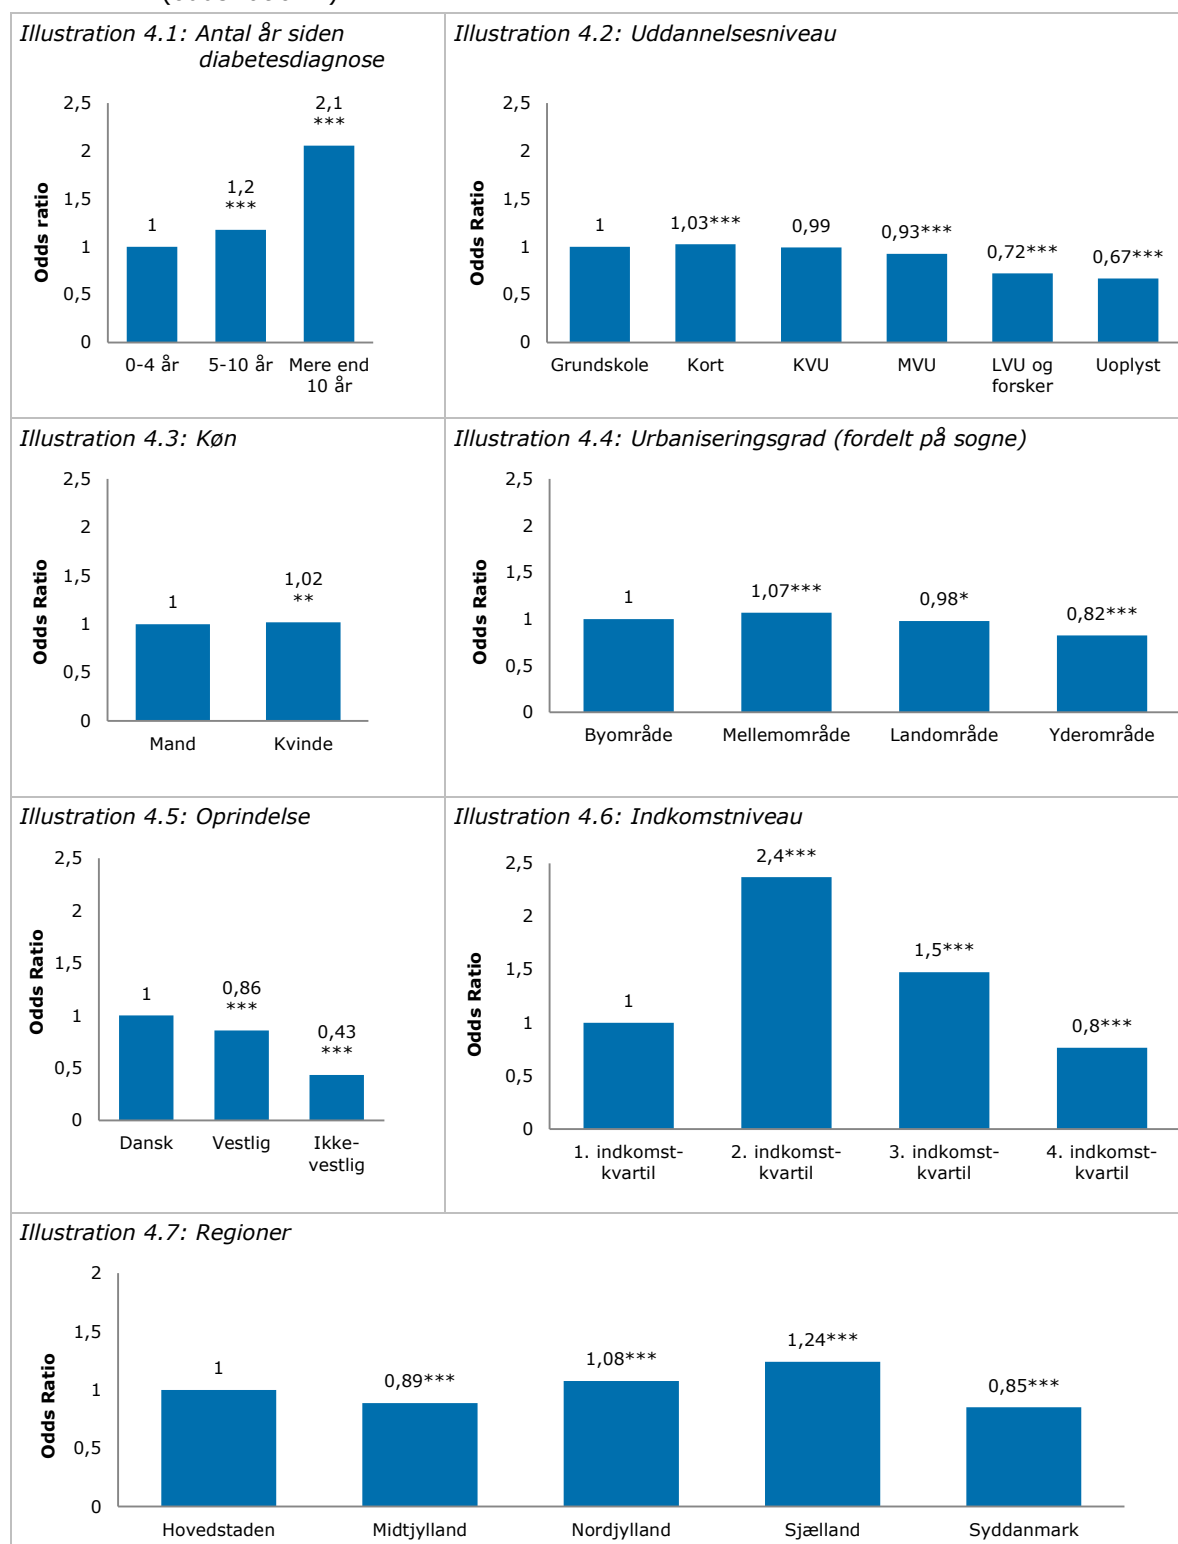 Illustration 4.1: Antal år siden
diabetesdiagnose
2,5
2
1,5
1
0,5
0
Odds ratio
1
1,2
***
2,1
***
0-4 år
5-10 år
Mere end
10 år
Illustration 4.2: Uddannelsesniveau
2,5
2
1,5
1
0,5
0
Odds Ratio
1
1,03***
0,99
0,93***
0,72***
0,67***
Grundskole
Kort
KVU
MVU
LVU og
forsker
Uoplyst
Illustration 4.3: Køn
2,5
2
1,5
1
0,5
0
Odds Ratio
1
1,02
**
Mand
Kvinde
Illustration 4.4: Urbaniseringsgrad (fordelt på sogne)
2,5
2
1,5
1
0,5
0
Odds Ratio
1
1,07***
0,98*
0,82***
Byområde
Mellemområde
Landområde
Yderområde
Illustration 4.5: Oprindelse
2,5
2
1,5
1
0,5
0
Odds Ratio
1
0,86
***
0,43
***
Dansk
Vestlig
Ikke-
vestlig
Illustration 4.6: Indkomstniveau
2,5
2
1,5
1
0,5
0
Odds Ratio
1
2,4***
1,5***
0,8***
1. indkomst-
kvartil
2. indkomst-
kvartil
3. indkomst-
kvartil
4. indkomst-
kvartil
Illustration 4.7: Regioner
2
1,5
1
0,5
0
Odds Ratio
1
0,89***
1,08***
1,24***
0,85***
Hovedstaden
Midtjylland
Nordjylland
Sjælland
Syddanmark